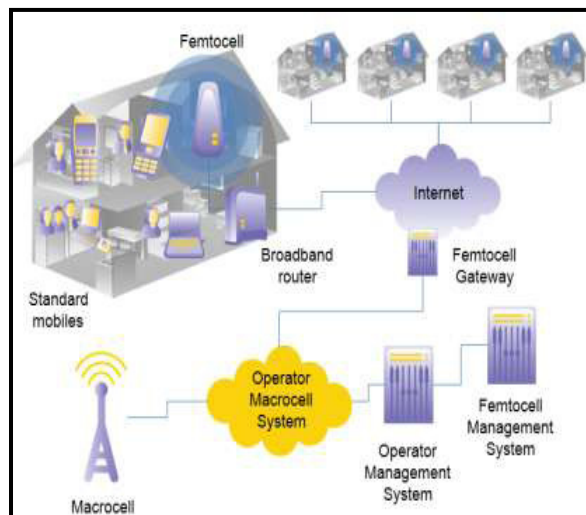 Femtocell
Internet
Broadband
router
Femtocell
Gateway
Standard
mobiles
Operator
Macrocell
System
Femtocell
Management
System
Operator
Management
System
Macrocell